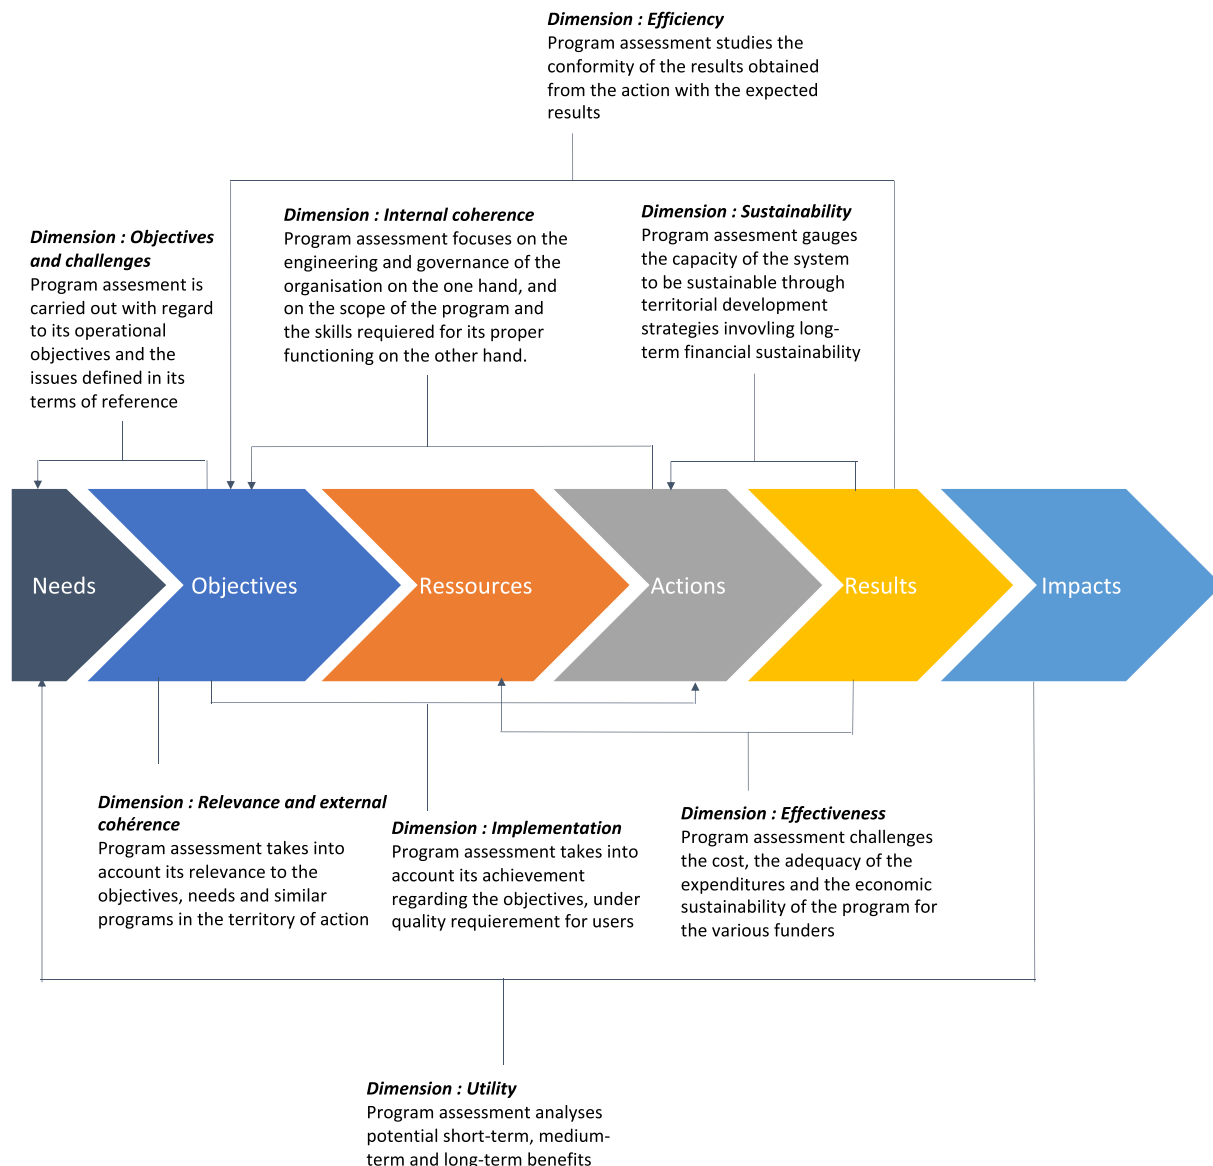 Dimension : Efficiency
Program assessment studies the
conformity of the results obtained
from the action with the expected
results
Dimension : Objectives
and challenges
Program assesment is
carried out with regard
to its operational
objectives and the
issues defined in its
terms of reference
Dimension : Internal coherence
Program assessment focuses on the
engineering and governance of the
organisation on the one hand, and
on the scope of the program and
the skills requiered for its proper
functioning on the other hand.
Dimension : Sustainability
Program assesment gauges
the capacity of the system
to be sustainable through
territorial development
strategies invovling long-
term financial sustainability
Needs
Objectives
Ressources
Actions
Results
Impacts
Dimension : Relevance and external
cohérence
Program assessment takes into
account its relevance to the
objectives, needs and similar
programs in the territory of action
Dimension : Implementation
Program assessment takes into
account its achievement
regarding the objectives, under
quality requierement for users
Dimension : Effectiveness
Program assessment challenges
the cost, the adequacy of the
expenditures and the economic
sustainability of the program for
the various funders
Dimension : Utility
Program assessment analyses
potential short-term, medium-
term and long-term benefits